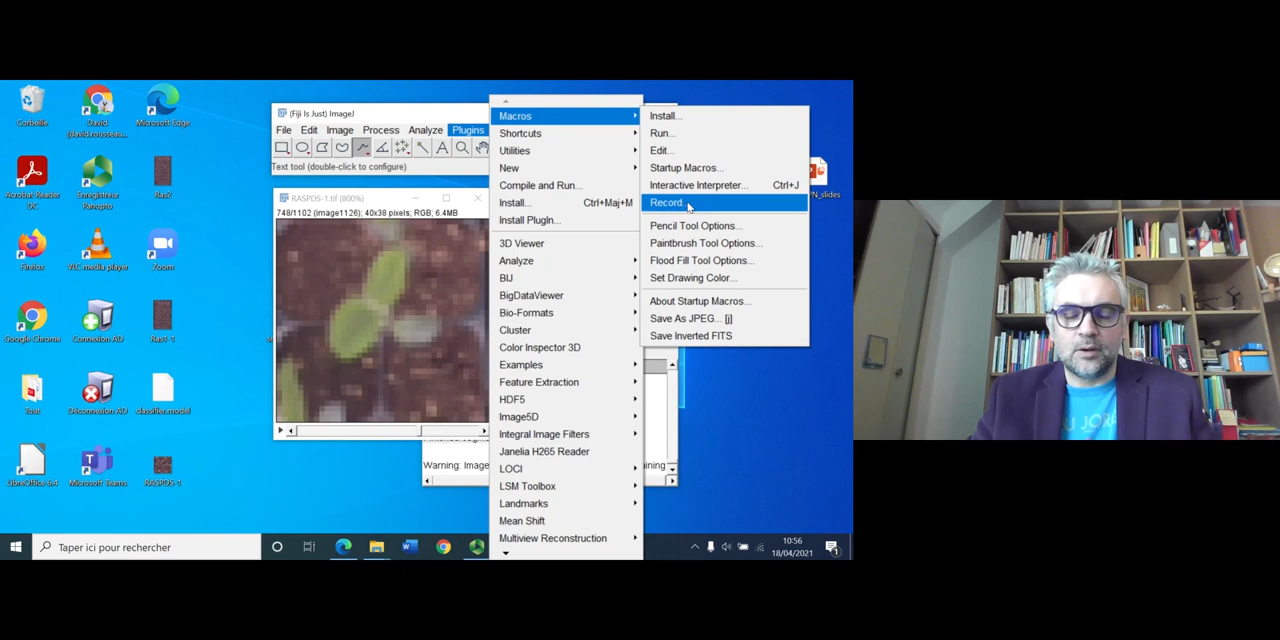 Corbeille
David
(david.rousseau...
Microsoft Edge
Acrobat Reader
DC
Enregistreur
Panopto
Ras2
Firefox
VLC media player
Zoom
Google Chrome
Connexion AD
Ras1-1
Tout
Déconnexion AD
classifier.model
LibreOffice 6.4
Microsoft Teams
RASPDS-1
(Fiji Is Just) ImageJ
File Edit Image Process Analyze Plugins
Text tool (double-click to configure)
RASPDS-1.tif (800%)
748/1102 (image1126); 40x38 pixels; RGB; 6.4MB
Macros
Shortcuts
Utilities
New
Compile and Run...
Install... Ctrl+Maj+M
Install PlugIn...
3D Viewer
Analyze
BIJ
BigDataViewer
Bio-Formats
Cluster
Color Inspector 3D
Examples
Feature Extraction
HDF5
Image5D
Integral Image Filters
Janelia H265 Reader
LOCI
LSM Toolbox
Landmarks
Mean Shift
Multiview Reconstruction
Install...
Run...
Edit...
Startup Macros...
Interactive Interpreter... Ctrl+J
Record...
Pencil Tool Options...
Paintbrush Tool Options...
Flood Fill Tool Options...
Set Drawing Color...
About Startup Macros...
Save As JPEG... [j]
Save Inverted FITS
Warning: Image
N_slides
Taper ici pour rechercher
10:56
18/04/2021